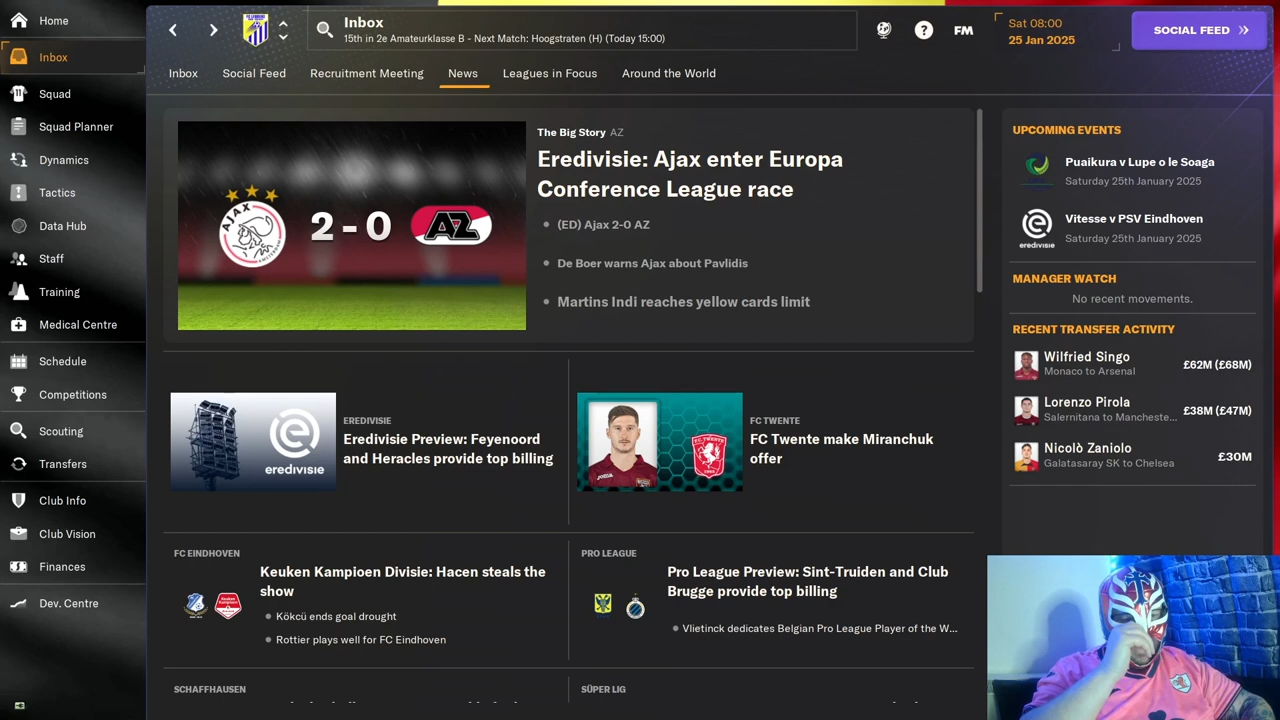 Home
Inbox
Squad
Squad Planner
Dynamics
Tactics
Data Hub
Staff
Training
Medical Centre
Schedule
Competitions
Scouting
Transfers
Club Info
Club Vision
Finances
Dev. Centre
Inbox
15th in 2e Amateurklasse B - Next Match: Hoogstraten (H) (Today 15:00)
?
FM
Sat 08:00
25 Jan 2025
SOCIAL FEED
Inbox
Social Feed
Recruitment Meeting
News
Leagues in Focus
Around the World
AJAX
2 - 0
AZ
The Big Story AZ
Eredivisie: Ajax enter Europa
Conference League race
(ED) Ajax 2-0 AZ
De Boer warns Ajax about Pavlidis
Martins Indi reaches yellow cards limit
eredivisie
EREDIVISIE
Eredivisie Preview: Feyenoord
and Heracles provide top billing
FC TWENTE
FC Twente make Miranchuk
offer
FC EINDHOVEN
Keuken Kampioen Divisie: Hacen steals the
show
Kökcü ends goal drought
Rottier plays well for FC Eindhoven
PRO LEAGUE
Pro League Preview: Sint-Truiden and Club
Brugge provide top billing
Vlietinck dedicates Belgian Pro League Player of the W...
SCHAFFHAUSEN
SÜPER LIG
UPCOMING EVENTS
Puaikura v Lupe o le Soaga
Saturday 25th January 2025
eredivisie
Vitesse v PSV Eindhoven
Saturday 25th January 2025
MANAGER WATCH
No recent movements.
RECENT TRANSFER ACTIVITY
Wilfried Singo
Monaco to Arsenal
£62M (£68M)
Lorenzo Pirola
Salernitana to Mancheste...
£38M (£47M)
Nicolò Zaniolo
Galatasaray SK to Chelsea
£30M